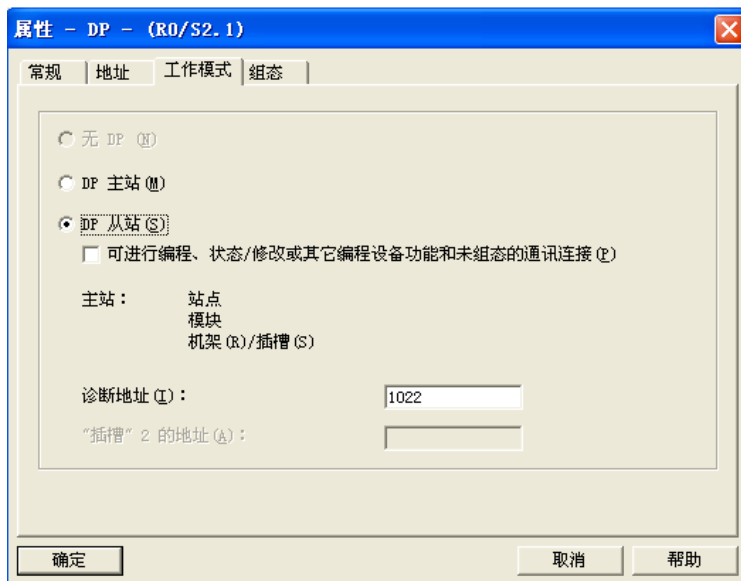 属性 - DP - (R0/S2.1)
常规 地址 工作模式 组态
无 DP (N)
DP 主站(M)
DP 从站(S)
可进行编程、状态/修改或其它编程设备功能和未组态的通讯连接(P)
主站： 站点
模块
机架(R)/插槽(S)
诊断地址(I)： 1022
"插槽" 2 的地址(A)：
确定 取消 帮助